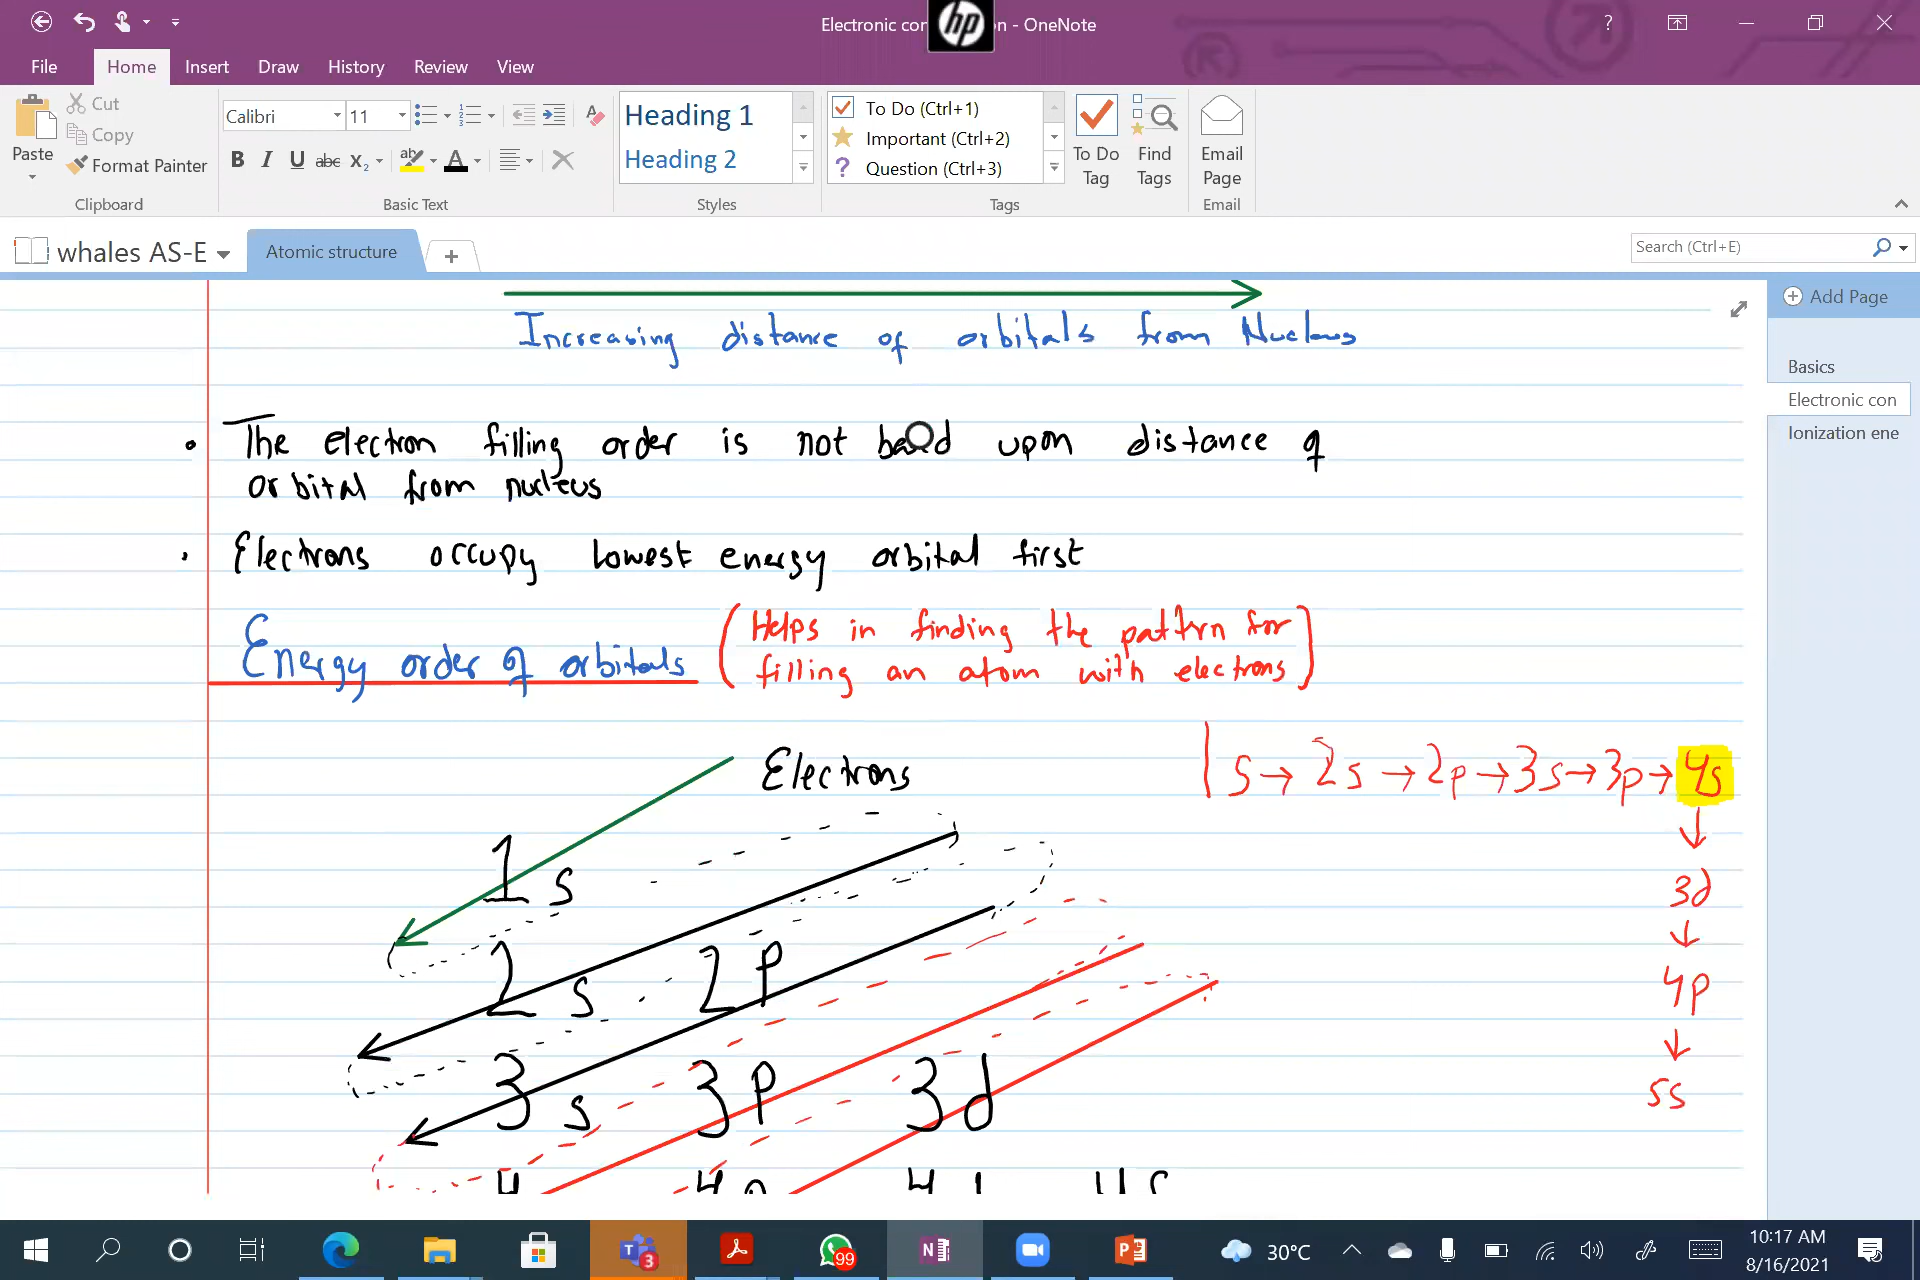 Electronic con n - OneNote
hp
?
File Home Insert Draw History Review View
Paste
Cut
Copy
Format Painter
Clipboard
Calibri 11
B I U abc X₂ ab A
Basic Text
Heading 1
Heading 2
Styles
To Do (Ctrl+1)
Important (Ctrl+2)
? Question (Ctrl+3)
Tags
To Do Tag
Find Tags
Email Page
Email
whales AS-E
Atomic structure
+
Search (Ctrl+E)
Add Page
Basics
Electronic con
Ionization ene
Increasing distance of orbitals from Nucleus
• The electron filling order is not based upon distance of
orbital from nucleus
• Electrons occupy lowest energy orbital first
Energy order of orbitals
(Helps in finding the pattern for
filling an atom with electrons)
Electrons
1s → 2s → 2p → 3s → 3p → 4s
↓
3d
↓
4p
↓
5s
1s
2s 2p
3s 3p 3d
99
3
30°C
10:17 AM
8/16/2021